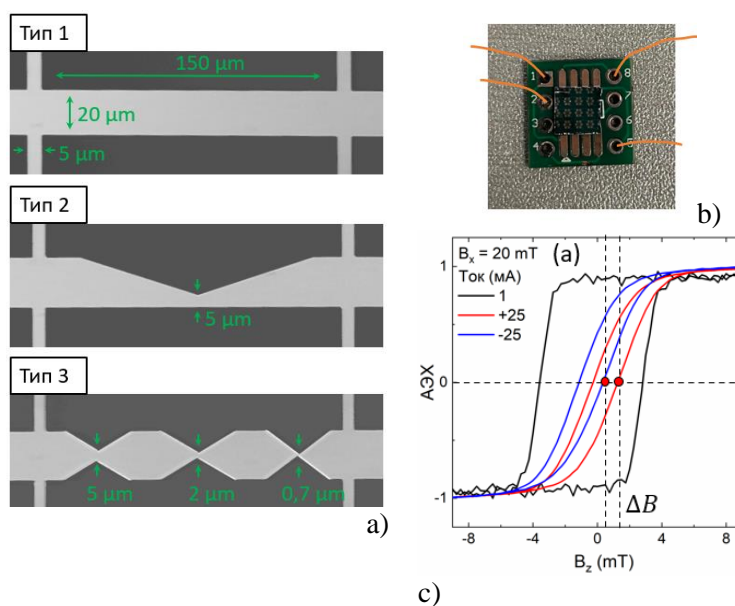 Тип 1
150 μm
20 μm
5 μm
Тип 2
5 μm
Тип 3
5 μm
2 μm
0,7 μm
a)
1
2
3
4
8
7
6
5
b)
(a)
B_x = 20 mT
Ток (мА)
1
+25
-25
АЭХ
1
0
-1
ΔB
-8
-4
0
4
8
B_z (mT)
c)